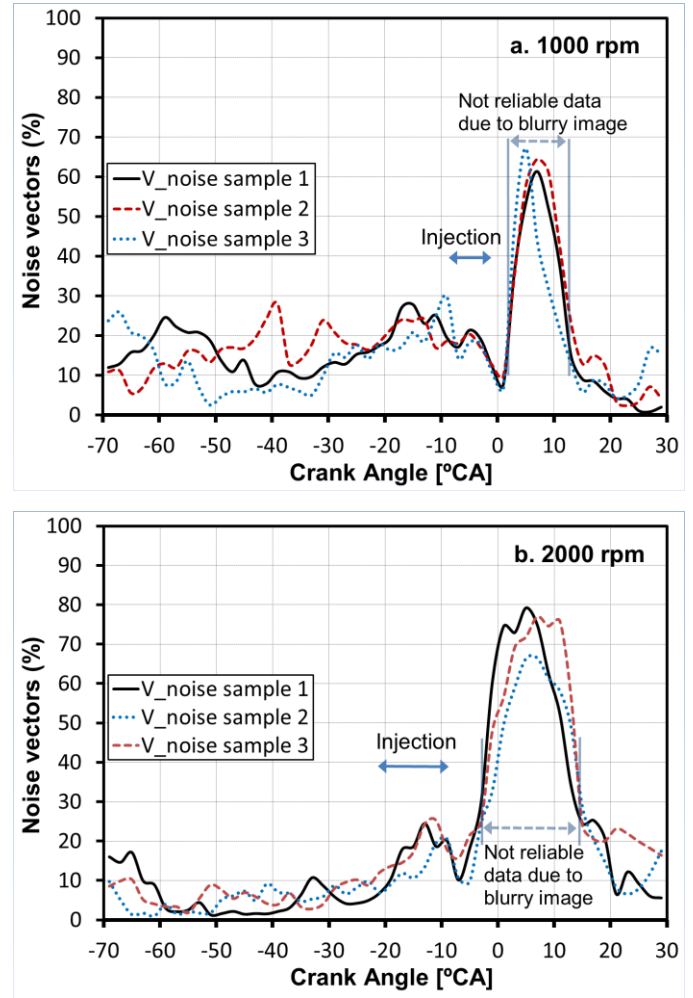 a. 1000 rpm
Noise vectors (%)
100
90
80
70
60
50
40
30
20
10
0
Not reliable data
due to blurry image
V_noise sample 1
V_noise sample 2
V_noise sample 3
Injection
-70 -60 -50 -40 -30 -20 -10 0 10 20 30
Crank Angle [ºCA]
b. 2000 rpm
Noise vectors (%)
100
90
80
70
60
50
40
30
20
10
0
V_noise sample 1
V_noise sample 2
V_noise sample 3
Injection
Not reliable
data due to
blurry image
-70 -60 -50 -40 -30 -20 -10 0 10 20 30
Crank Angle [ºCA]